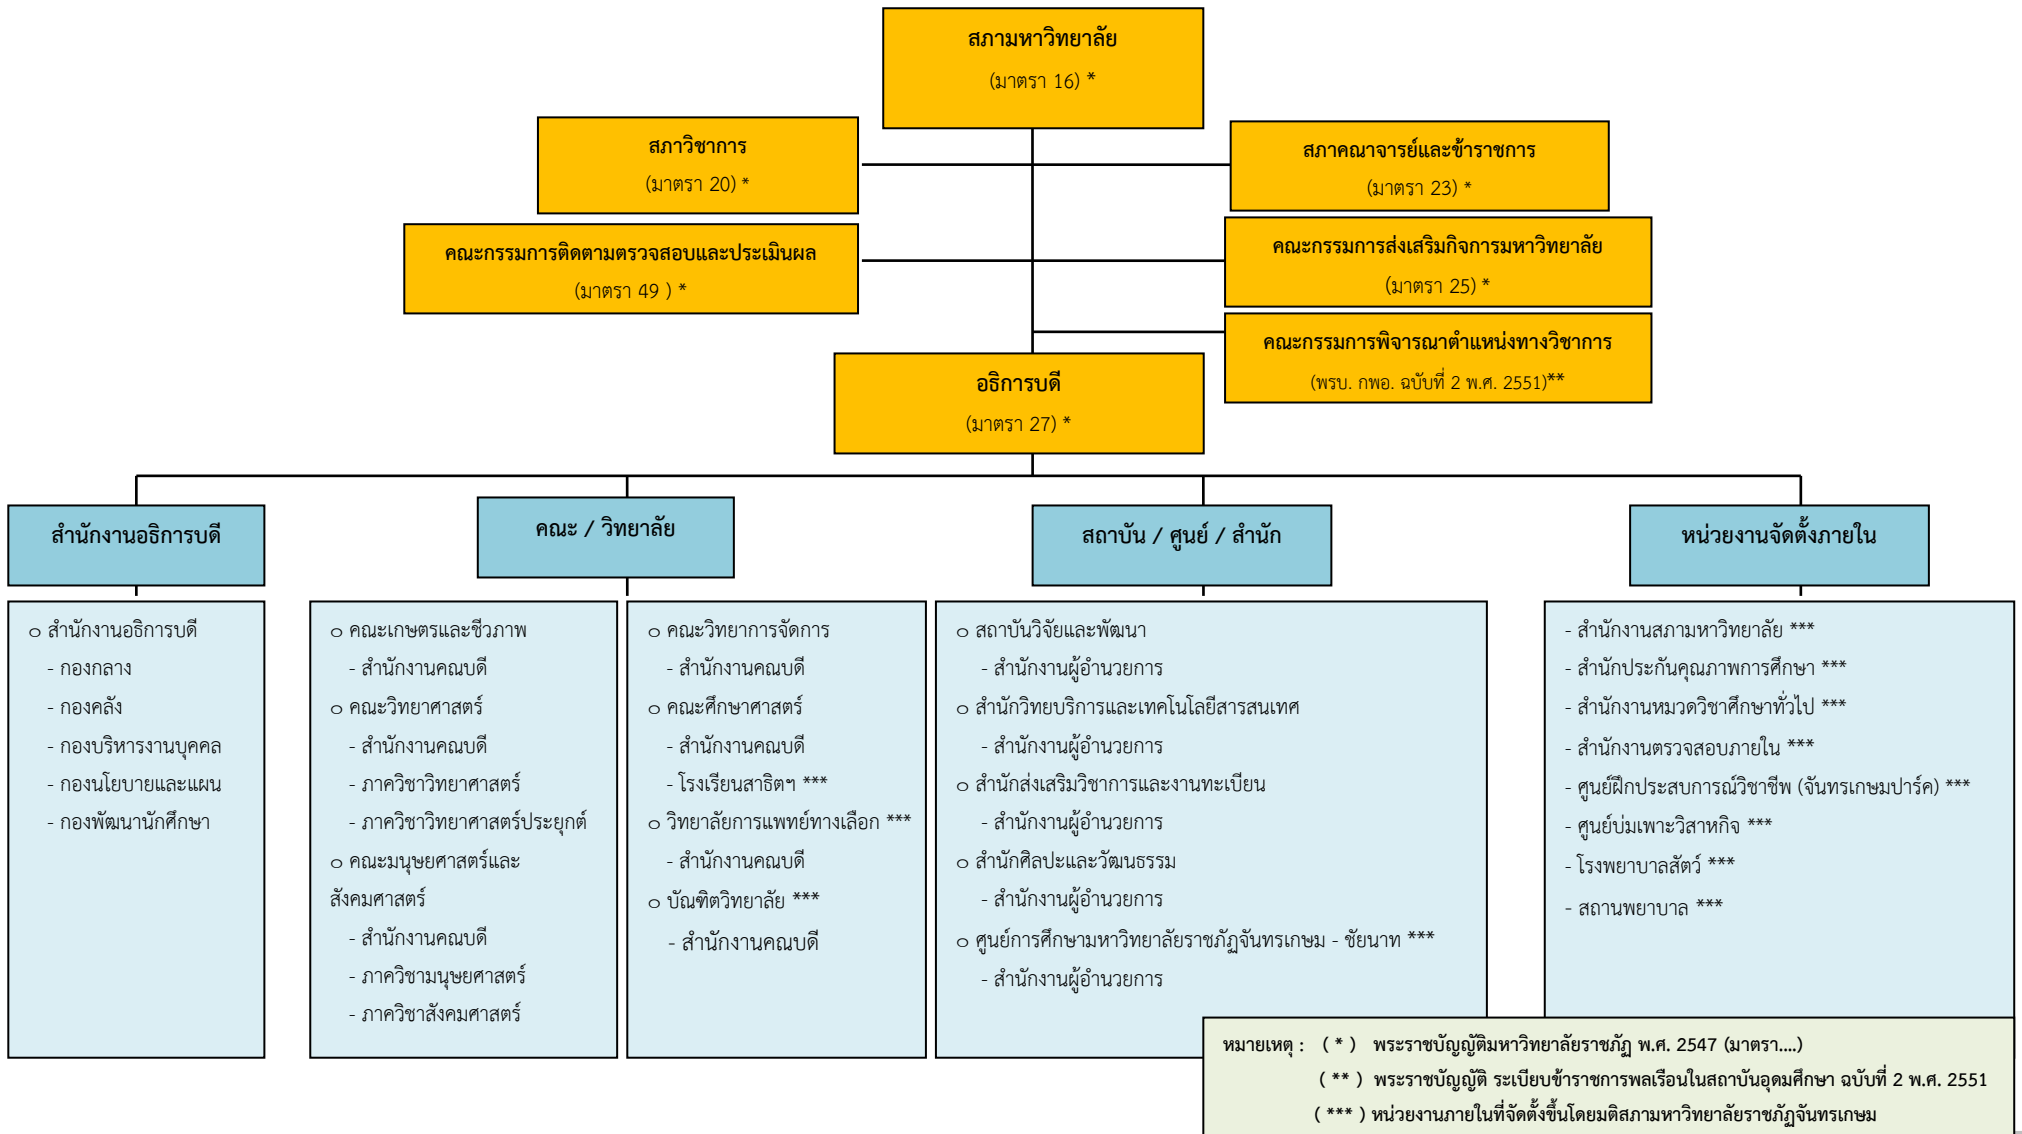 สภามหาวิทยาลัย
(มาตรา 16) *
สภาวิชาการ
(มาตรา 20) *
สภาคณาจารย์และข้าราชการ
(มาตรา 23) *
คณะกรรมการติดตามตรวจสอบและประเมินผล
(มาตรา 49 ) *
คณะกรรมการส่งเสริมกิจการมหาวิทยาลัย
(มาตรา 25) *
คณะกรรมการพิจารณาตำแหน่งทางวิชาการ
(พรบ. กพอ. ฉบับที่ 2 พ.ศ. 2551)**
อธิการบดี
(มาตรา 27) *
สำนักงานอธิการบดี
o สำนักงานอธิการบดี
- กองกลาง
- กองคลัง
- กองบริหารงานบุคคล
- กองนโยบายและแผน
- กองพัฒนานักศึกษา
คณะ / วิทยาลัย
o คณะเกษตรและชีวภาพ
- สำนักงานคณบดี
o คณะวิทยาศาสตร์
- สำนักงานคณบดี
- ภาควิชาวิทยาศาสตร์
- ภาควิชาวิทยาศาสตร์ประยุกต์
o คณะมนุษยศาสตร์และ
สังคมศาสตร์
- สำนักงานคณบดี
- ภาควิชามนุษยศาสตร์
- ภาควิชาสังคมศาสตร์
o คณะวิทยาการจัดการ
- สำนักงานคณบดี
o คณะศึกษาศาสตร์
- สำนักงานคณบดี
- โรงเรียนสาธิตฯ ***
o วิทยาลัยการแพทย์ทางเลือก ***
- สำนักงานคณบดี
o บัณฑิตวิทยาลัย ***
- สำนักงานคณบดี
สถาบัน / ศูนย์ / สำนัก
o สถาบันวิจัยและพัฒนา
- สำนักงานผู้อำนวยการ
o สำนักวิทยบริการและเทคโนโลยีสารสนเทศ
- สำนักงานผู้อำนวยการ
o สำนักส่งเสริมวิชาการและงานทะเบียน
- สำนักงานผู้อำนวยการ
o สำนักศิลปะและวัฒนธรรม
- สำนักงานผู้อำนวยการ
o ศูนย์การศึกษามหาวิทยาลัยราชภัฏจันทรเกษม - ชัยนาท ***
- สำนักงานผู้อำนวยการ
หน่วยงานจัดตั้งภายใน
- สำนักงานสภามหาวิทยาลัย ***
- สำนักประกันคุณภาพการศึกษา ***
- สำนักงานหมวดวิชาศึกษาทั่วไป ***
- สำนักงานตรวจสอบภายใน ***
- ศูนย์ฝึกประสบการณ์วิชาชีพ (จันทรเกษมปาร์ค) ***
- ศูนย์บ่มเพาะวิสาหกิจ ***
- โรงพยาบาลสัตว์ ***
- สถานพยาบาล ***
หมายเหตุ : ( * ) พระราชบัญญัติมหาวิทยาลัยราชภัฏ พ.ศ. 2547 (มาตรา....)
( ** ) พระราชบัญญัติ ระเบียบข้าราชการพลเรือนในสถาบันอุดมศึกษา ฉบับที่ 2 พ.ศ. 2551
( *** ) หน่วยงานภายในที่จัดตั้งขึ้นโดยมติสภามหาวิทยาลัยราชภัฏจันทรเกษม